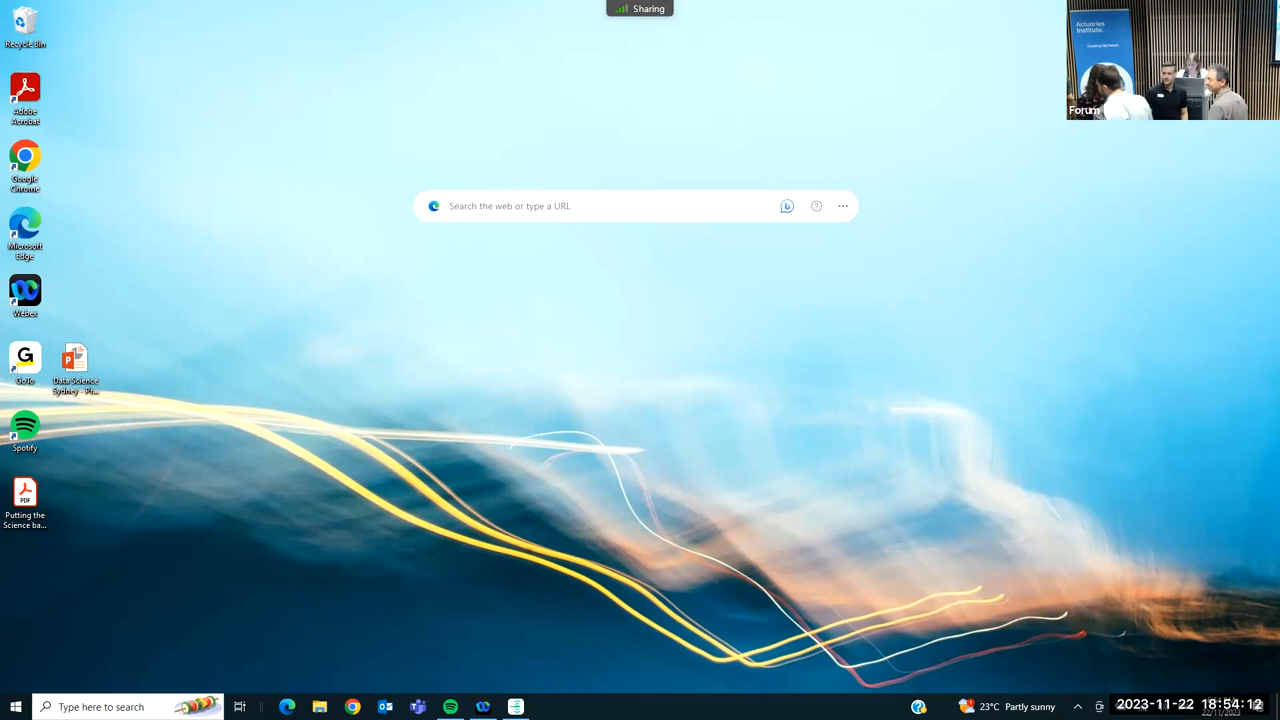 Sharing
Recycle Bin
Adobe
Acrobat
Google
Chrome
Microsoft
Edge
Webex
GoTo
Data Science
Sydney - Pr...
Spotify
PDF
Putting the
Science ba...
Search the web or type a URL
Actuaries
Institute.
Forum
Type here to search
23°C Partly sunny
2023-11-22 18:54:12